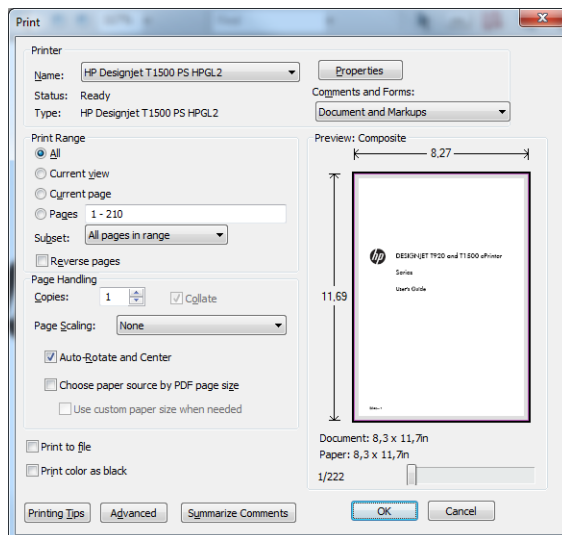 Print
Printer
Name: HP Designjet T1500 PS HPGL2 Properties
Status: Ready Comments and Forms:
Type: HP Designjet T1500 PS HPGL2 Document and Markups
Print Range
All
Current view
Current page
Pages 1 - 210
Subset: All pages in range
Reverse pages
Page Handling
Copies: 1 Collate
Page Scaling: None
Auto-Rotate and Center
Choose paper source by PDF page size
Use custom paper size when needed
Print to file
Print color as black
Preview: Composite
8,27
11,69
hp DESIGNJET T920 and T1500 ePrinter
Series
User's Guide
Document: 8,3 x 11,7in
Paper: 8,3 x 11,7in
1/222
Printing Tips Advanced Summarize Comments OK Cancel